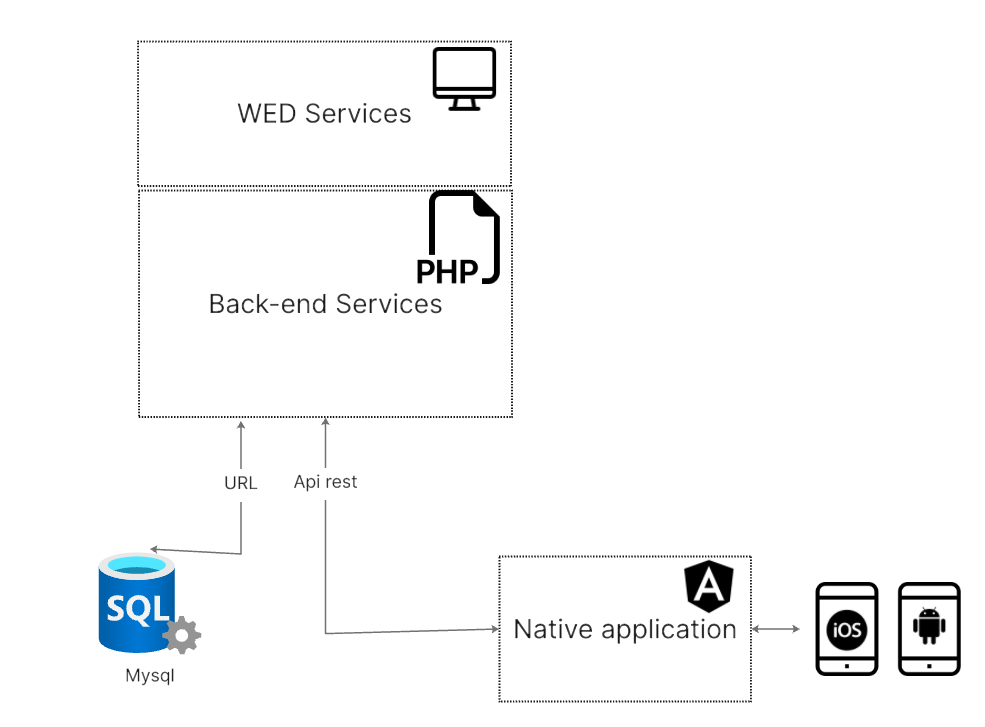 WED Services
PHP
Back-end Services
URL
Api rest
SQL
Mysql
A
Native application
iOS